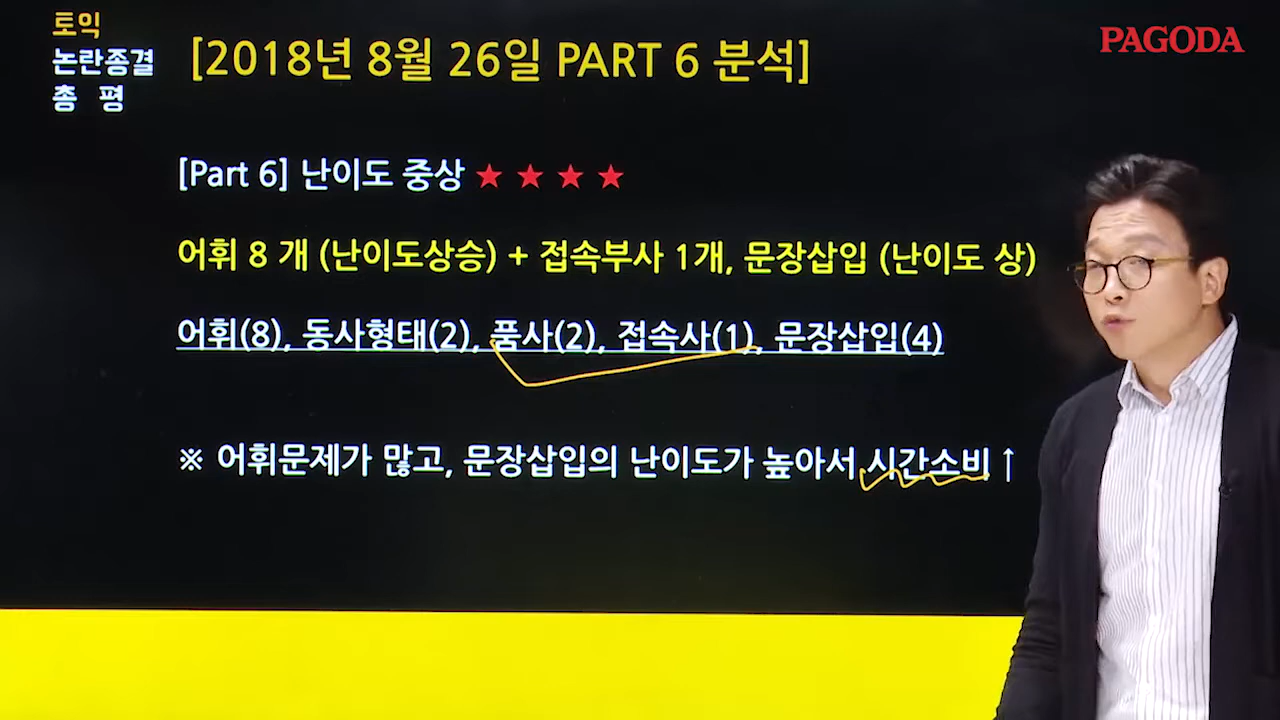 토익
논란종결
총 평
[2018년 8월 26일 PART 6 분석]
PAGODA
[Part 6] 난이도 중상 ★ ★ ★ ★
어휘 8 개 (난이도상승) + 접속부사 1개, 문장삽입 (난이도 상)
어휘(8), 동사형태(2), 품사(2), 접속사(1), 문장삽입(4)
※ 어휘문제가 많고, 문장삽입의 난이도가 높아서 시간소비 ↑